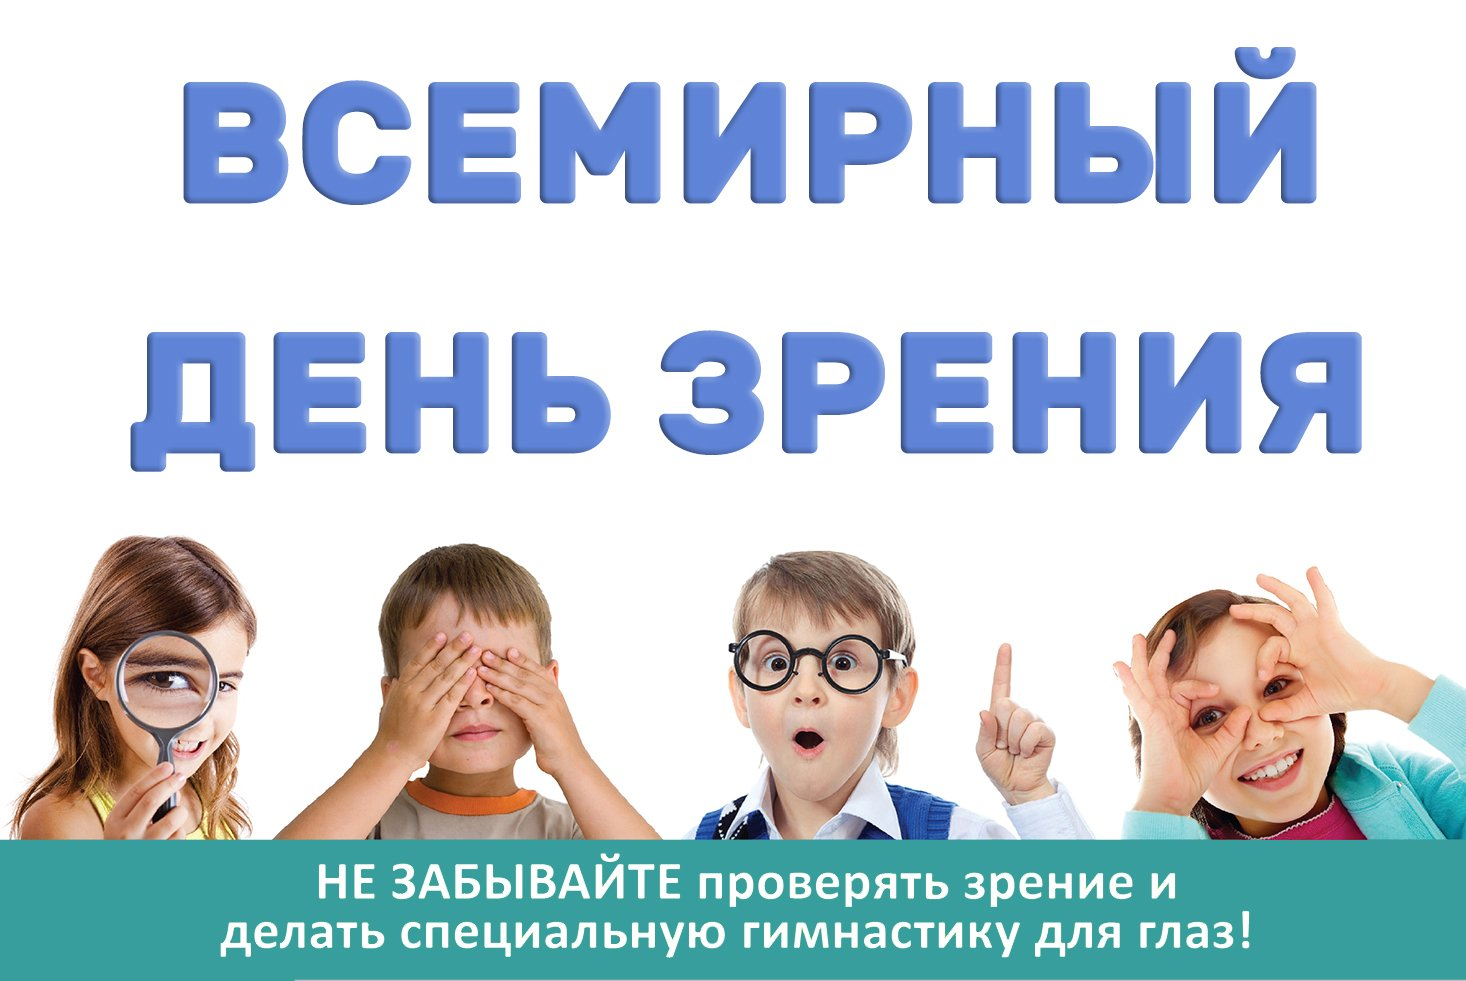 ВСЕМИРНЫЙ
ДЕНЬ ЗРЕНИЯ
НЕ ЗАБЫВАЙТЕ проверять зрение и
делать специальную гимнастику для глаз!